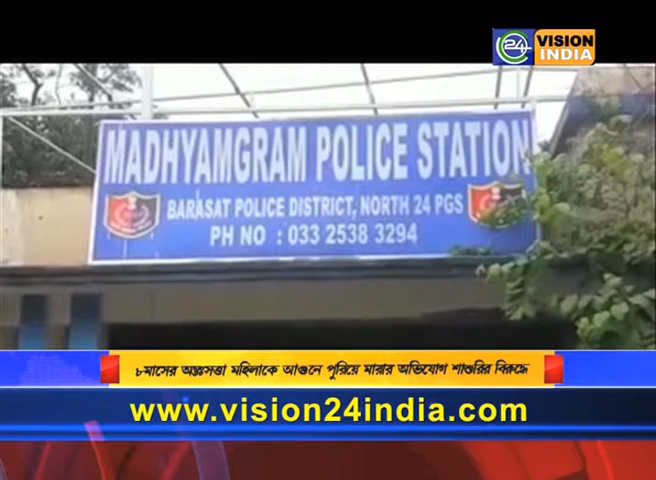 24 VISION INDIA
MADHYAMGRAM POLICE STATION
BARASAT POLICE DISTRICT, NORTH 24 PGS
PH NO : 033 2538 3294
৮মাসের অন্তঃসত্তা মহিলাকে আগুনে পুরিয়ে মারার অভিযোগ শাশুরির বিরুদ্ধে
www.vision24india.com